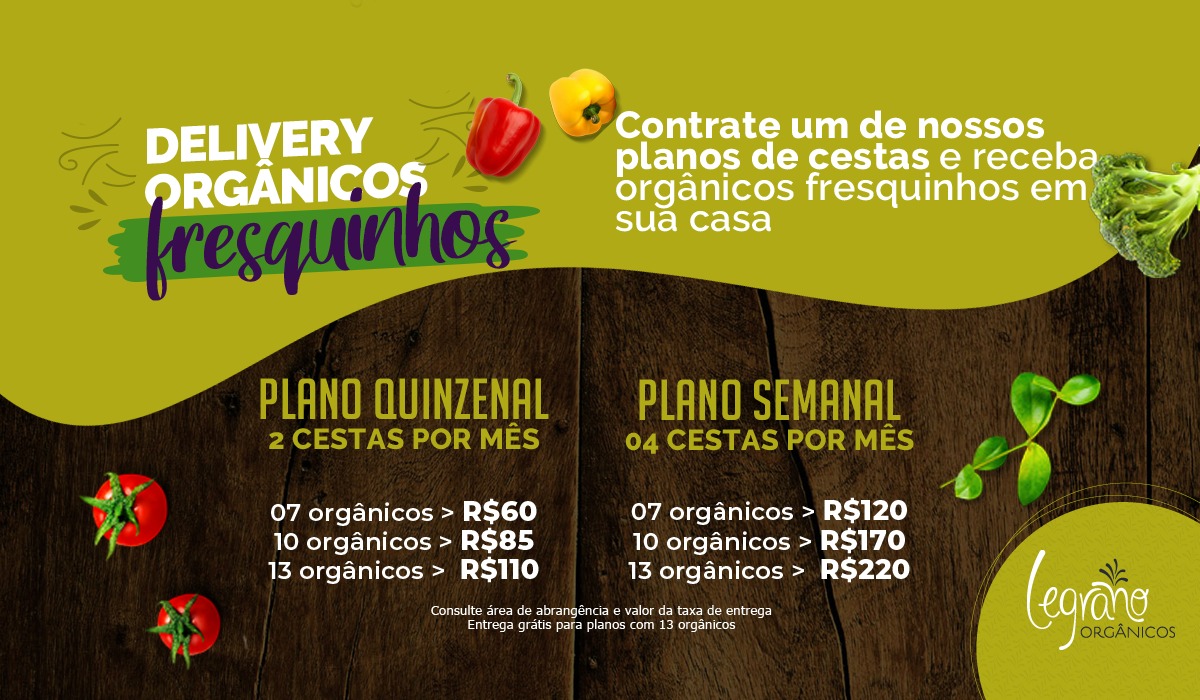 DELIVERY
ORGÂNICOS
fresquinhos
Contrate um de nossos
planos de cestas e receba
orgânicos fresquinhos em
sua casa
PLANO QUINZENAL
2 CESTAS POR MÊS
07 orgânicos > R$60
10 orgânicos > R$85
13 orgânicos > R$110
PLANO SEMANAL
04 CESTAS POR MÊS
07 orgânicos > R$120
10 orgânicos > R$170
13 orgânicos > R$220
Consulte área de abrangência e valor da taxa de entrega
Entrega grátis para planos com 13 orgânicos
Legrano
ORGÂNICOS